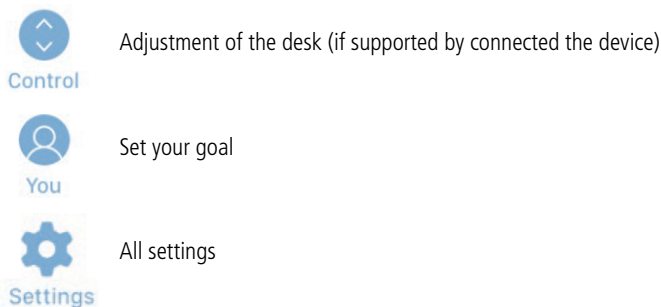 Adjustment of the desk (if supported by connected the device)
Control
Set your goal
You
All settings
Settings